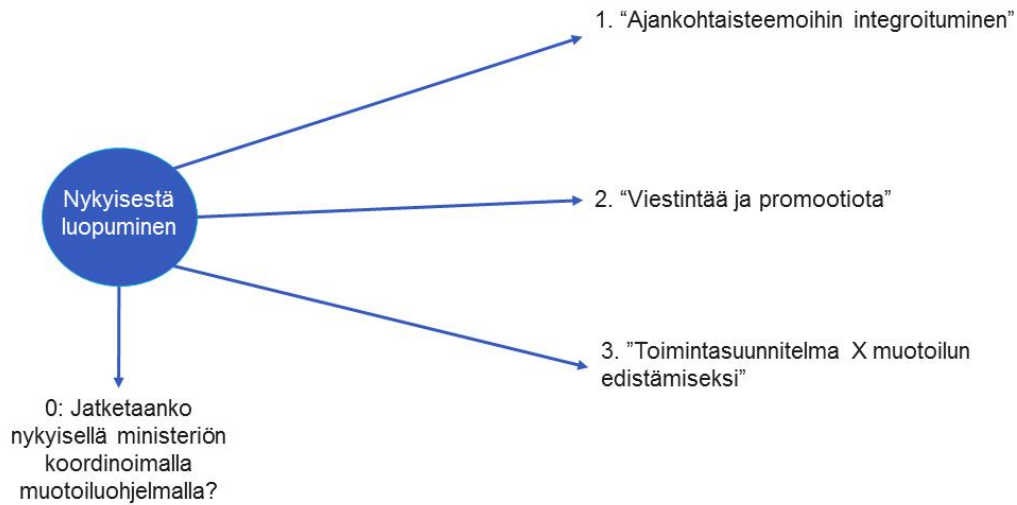 1. “Ajankohtaisteemoihin integroituminen”
Nykyisestä
luopuminen
2. “Viestintää ja promootiota”
3. ”Toimintasuunnitelma X muotoilun
edistämiseksi”
0: Jatketaanko
nykyisellä ministeriön
koordinoimalla
muotoiluohjelmalla?